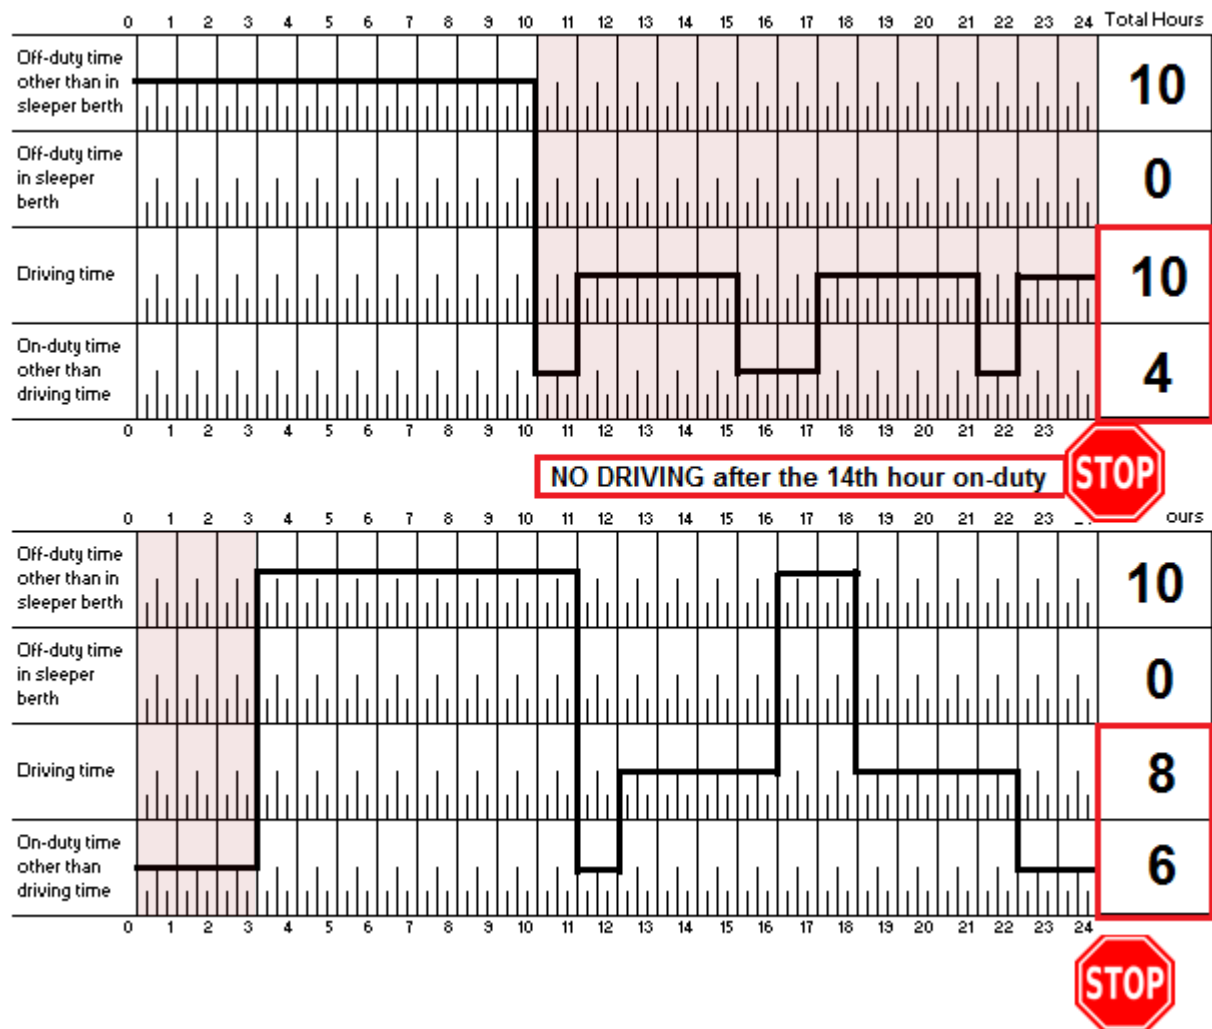 0 1 2 3 4 5 6 7 8 9 10 11 12 13 14 15 16 17 18 19 20 21 22 23 24 Total Hours
Off-duty time
other than in
sleeper berth
10
Off-duty time
in sleeper
berth
0
Driving time
10
On-duty time
other than
driving time
4
0 1 2 3 4 5 6 7 8 9 10 11 12 13 14 15 16 17 18 19 20 21 22 23
NO DRIVING after the 14th hour on-duty
STOP
0 1 2 3 4 5 6 7 8 9 10 11 12 13 14 15 16 17 18 19 20 21 22 23 ours
Off-duty time
other than in
sleeper berth
10
Off-duty time
in sleeper
berth
0
Driving time
8
On-duty time
other than
driving time
6
0 1 2 3 4 5 6 7 8 9 10 11 12 13 14 15 16 17 18 19 20 21 22 23 24
STOP